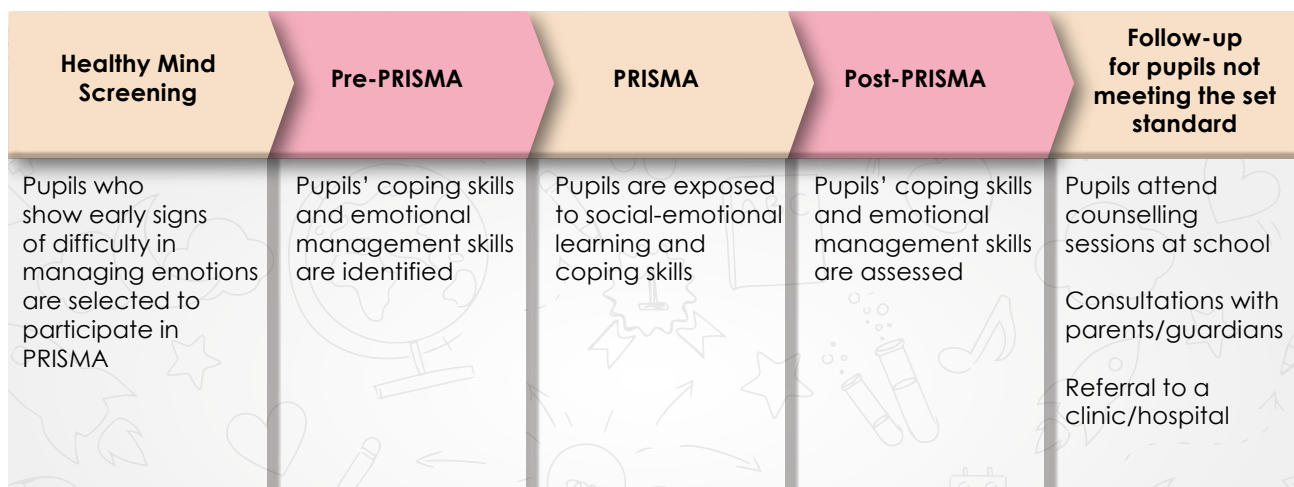 Healthy Mind
Screening
Pre-PRISMA
PRISMA
Post-PRISMA
Follow-up
for pupils not
meeting the set
standard
Pupils who
show early signs
of difficulty in
managing emotions
are selected to
participate in
PRISMA
Pupils’ coping skills
and emotional
management skills
are identified
Pupils are exposed
to social-emotional
learning and
coping skills
Pupils’ coping skills
and emotional
management skills
are assessed
Pupils attend
counselling
sessions at school
Consultations with
parents/guardians
Referral to a
clinic/hospital